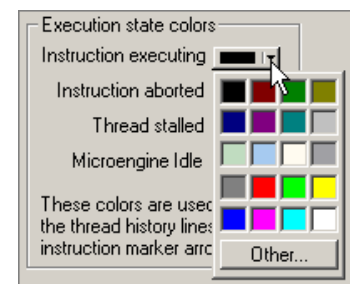 Execution state colors
Instruction executing
Instruction aborted
Thread stalled
Microengine Idle
These colors are used
the thread history lines
instruction marker
Other...